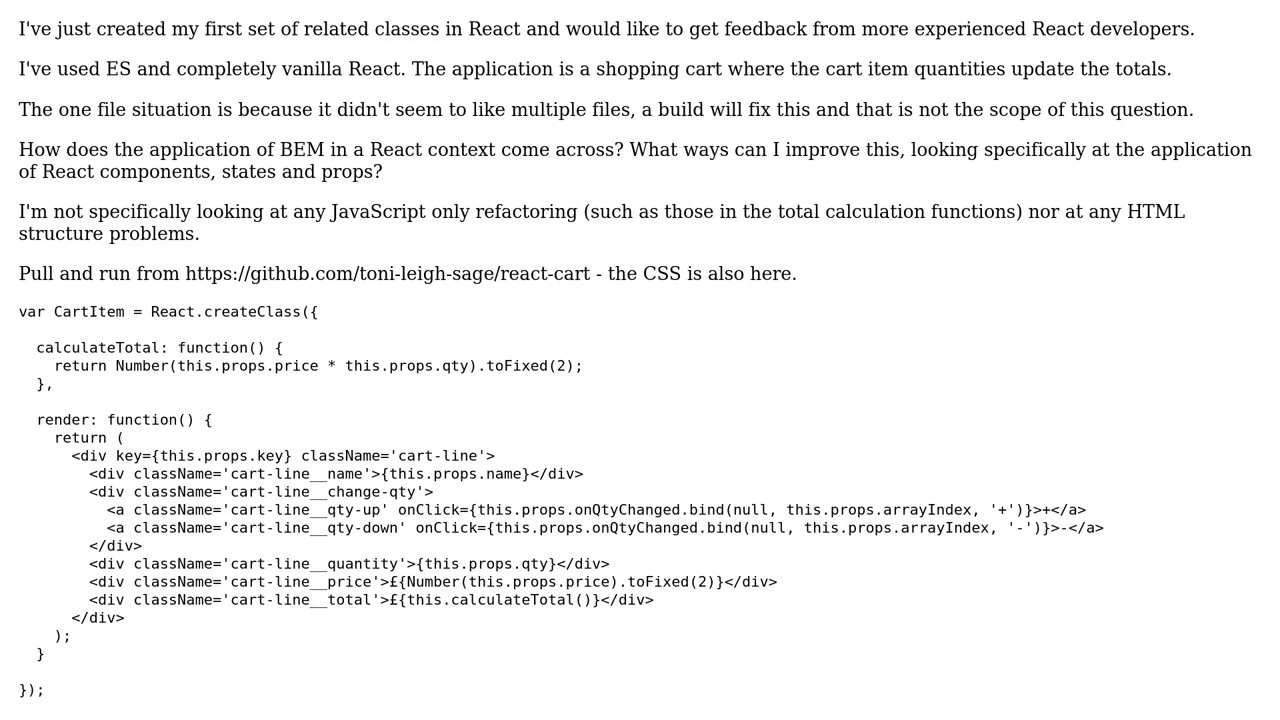 I've just created my first set of related classes in React and would like to get feedback from more experienced React developers.
I've used ES and completely vanilla React. The application is a shopping cart where the cart item quantities update the totals.
The one file situation is because it didn't seem to like multiple files, a build will fix this and that is not the scope of this question.
How does the application of BEM in a React context come across? What ways can I improve this, looking specifically at the application
of React components, states and props?
I'm not specifically looking at any JavaScript only refactoring (such as those in the total calculation functions) nor at any HTML
structure problems.
Pull and run from https://github.com/toni-leigh-sage/react-cart - the CSS is also here.
var CartItem = React.createClass({
  calculateTotal: function() {
    return Number(this.props.price * this.props.qty).toFixed(2);
  },
  render: function() {
    return (
      <div key={this.props.key} className='cart-line'>
        <div className='cart-line__name'>{this.props.name}</div>
        <div className='cart-line__change-qty'>
          <a className='cart-line__qty-up' onClick={this.props.onQtyChanged.bind(null, this.props.arrayIndex, '+')}>+</a>
          <a className='cart-line__qty-down' onClick={this.props.onQtyChanged.bind(null, this.props.arrayIndex, '-')}>-</a>
        </div>
        <div className='cart-line__quantity'>{this.props.qty}</div>
        <div className='cart-line__price'>£{Number(this.props.price).toFixed(2)}</div>
        <div className='cart-line__total'>£{this.calculateTotal()}</div>
      </div>
    );
  }
});